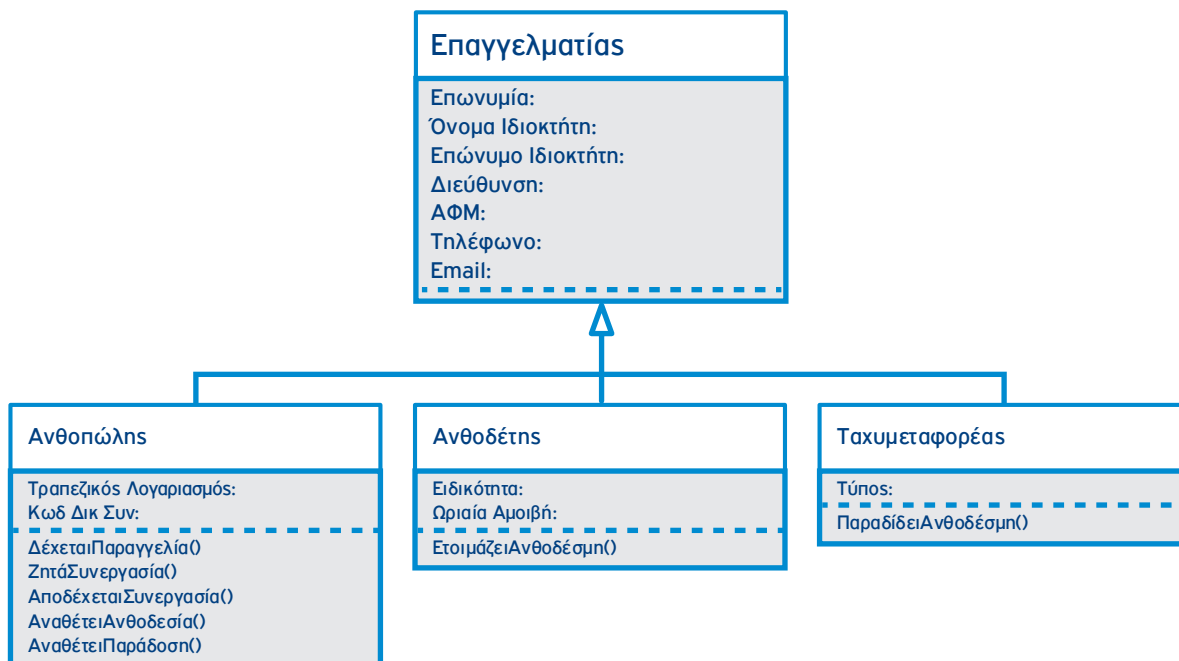 Επαγγελματίας
Επωνυμία:
Όνομα Ιδιοκτήτη:
Επώνυμο Ιδιοκτήτη:
Διεύθυνση:
ΑΦΜ:
Τηλέφωνο:
Email:
Ανθοπώλης
Τραπεζικός Λογαριασμός:
Κωδ Δικ Συν:
ΔέχεταιΠαραγγελία()
ΖητάΣυνεργασία()
ΑποδέχεταιΣυνεργασία()
ΑναθέτειΑνθοδεσία()
ΑναθέτειΠαράδοση()
Ανθοδέτης
Ειδικότητα:
Ωριαία Αμοιβή:
ΕτοιμάζειΑνθοδέσμη()
Ταχυμεταφορέας
Τύπος:
ΠαραδίδειΑνθοδέσμη()